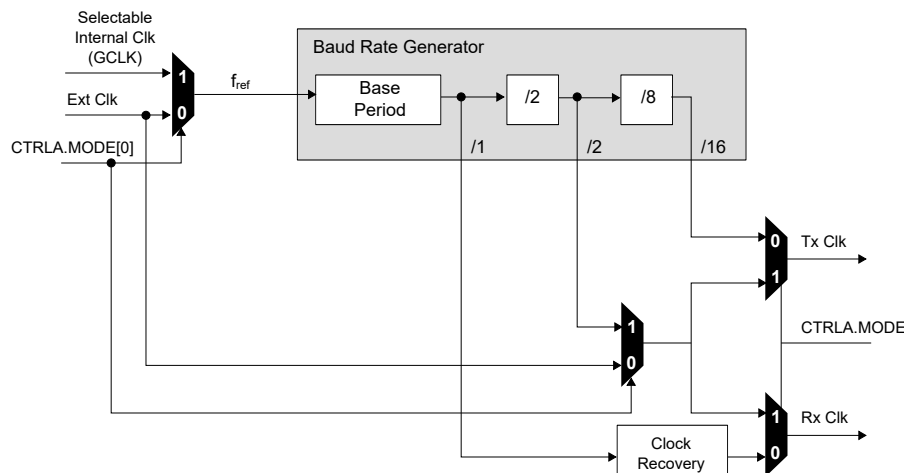 Selectable
Internal Clk
(GCLK)
Baud Rate Generator
1
fref
Base
Period
/2
/8
Ext Clk
0
CTRLA.MODE[0]
/1
/2
/16
0
Tx Clk
1
1
CTRLA.MODE
0
1
Rx Clk
Clock
Recovery
0